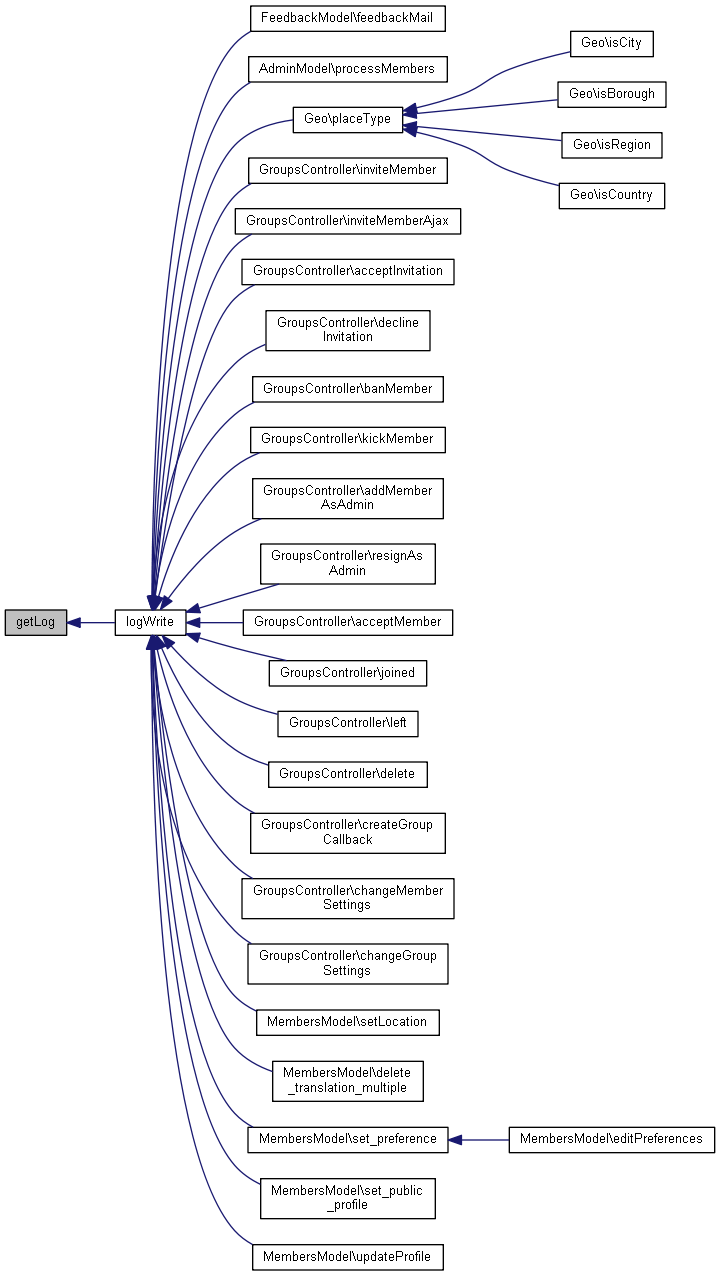 FeedbackModel\feedbackMail
AdminModel\processMembers
Geo\placeType
Geo\isCity
Geo\isBorough
Geo\isRegion
Geo\isCountry
GroupsController\inviteMember
GroupsController\inviteMemberAjax
GroupsController\acceptInvitation
GroupsController\decline
Invitation
GroupsController\banMember
GroupsController\kickMember
GroupsController\addMember
AsAdmin
GroupsController\resignAs
Admin
getLog
logWrite
GroupsController\acceptMember
GroupsController\joined
GroupsController\left
GroupsController\delete
GroupsController\createGroup
Callback
GroupsController\changeMember
Settings
GroupsController\changeGroup
Settings
MembersModel\setLocation
MembersModel\delete
_translation_multiple
MembersModel\set_preference
MembersModel\editPreferences
MembersModel\set_public
_profile
MembersModel\updateProfile